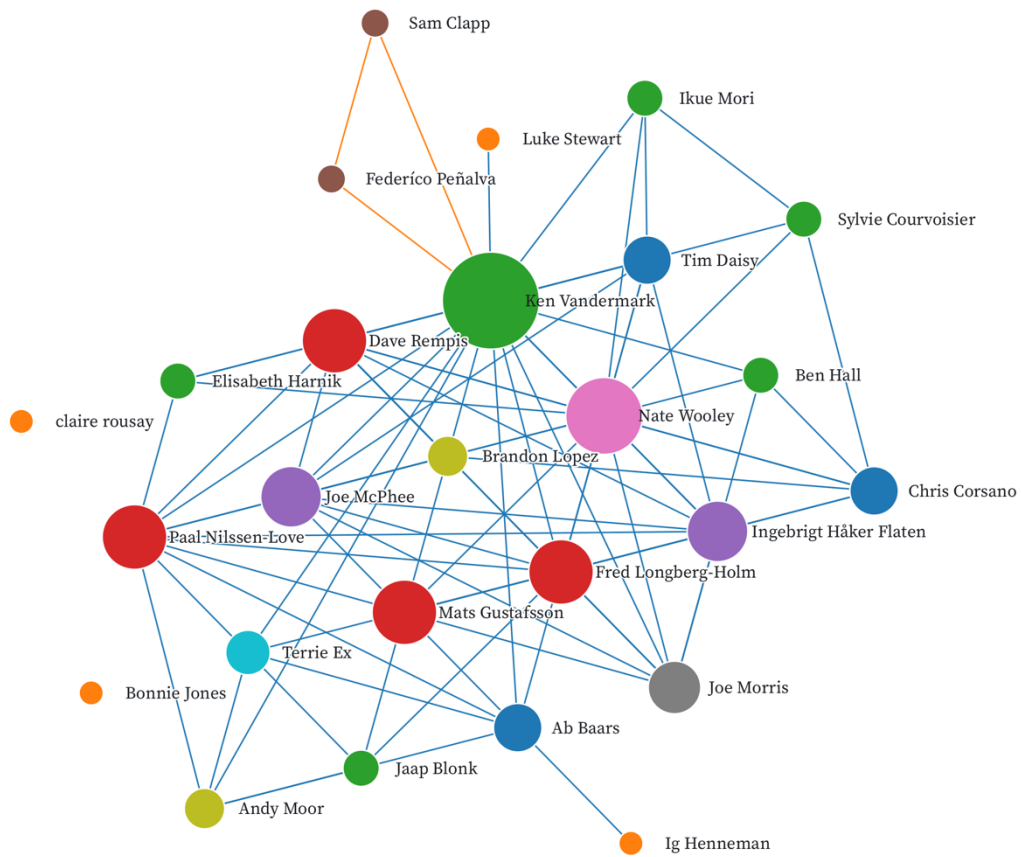 Sam Clapp
Ikue Mori
Luke Stewart
Federíco Peñalva
Sylvie Courvoisier
Tim Daisy
Ken Vandermark
Dave Rempis
Ben Hall
Elisabeth Harnik
Nate Wooley
claire rousay
Brandon Lopez
Chris Corsano
Joe McPhee
Ingebrigt Håker Flaten
Paal Nilssen-Love
Fred Longberg-Holm
Mats Gustafsson
Terrie Ex
Joe Morris
Bonnie Jones
Ab Baars
Jaap Blonk
Andy Moor
Ig Henneman